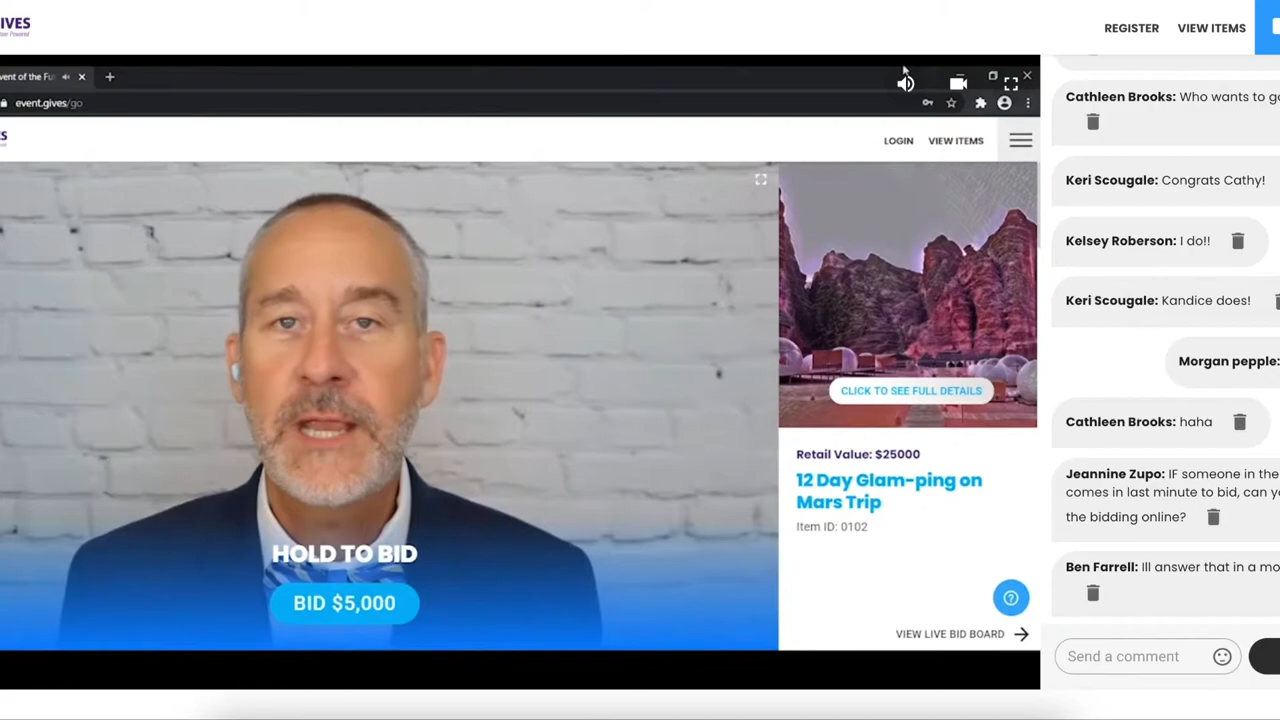 IVES
REGISTER
VIEW ITEMS
vent of the Fu
event.gives/go
LOGIN
VIEW ITEMS
CLICK TO SEE FULL DETAILS
Retail Value: $25000
12 Day Glam-ping on
Mars Trip
Item ID: 0102
HOLD TO BID
BID $5,000
VIEW LIVE BID BOARD
Cathleen Brooks: Who wants to g
Keri Scougale: Congrats Cathy!
Kelsey Roberson: I do!!
Keri Scougale: Kandice does!
Morgan pepple:
Cathleen Brooks: haha
Jeannine Zupo: IF someone in the
comes in last minute to bid, can y
the bidding online?
Ben Farrell: Ill answer that in a mo
Send a comment